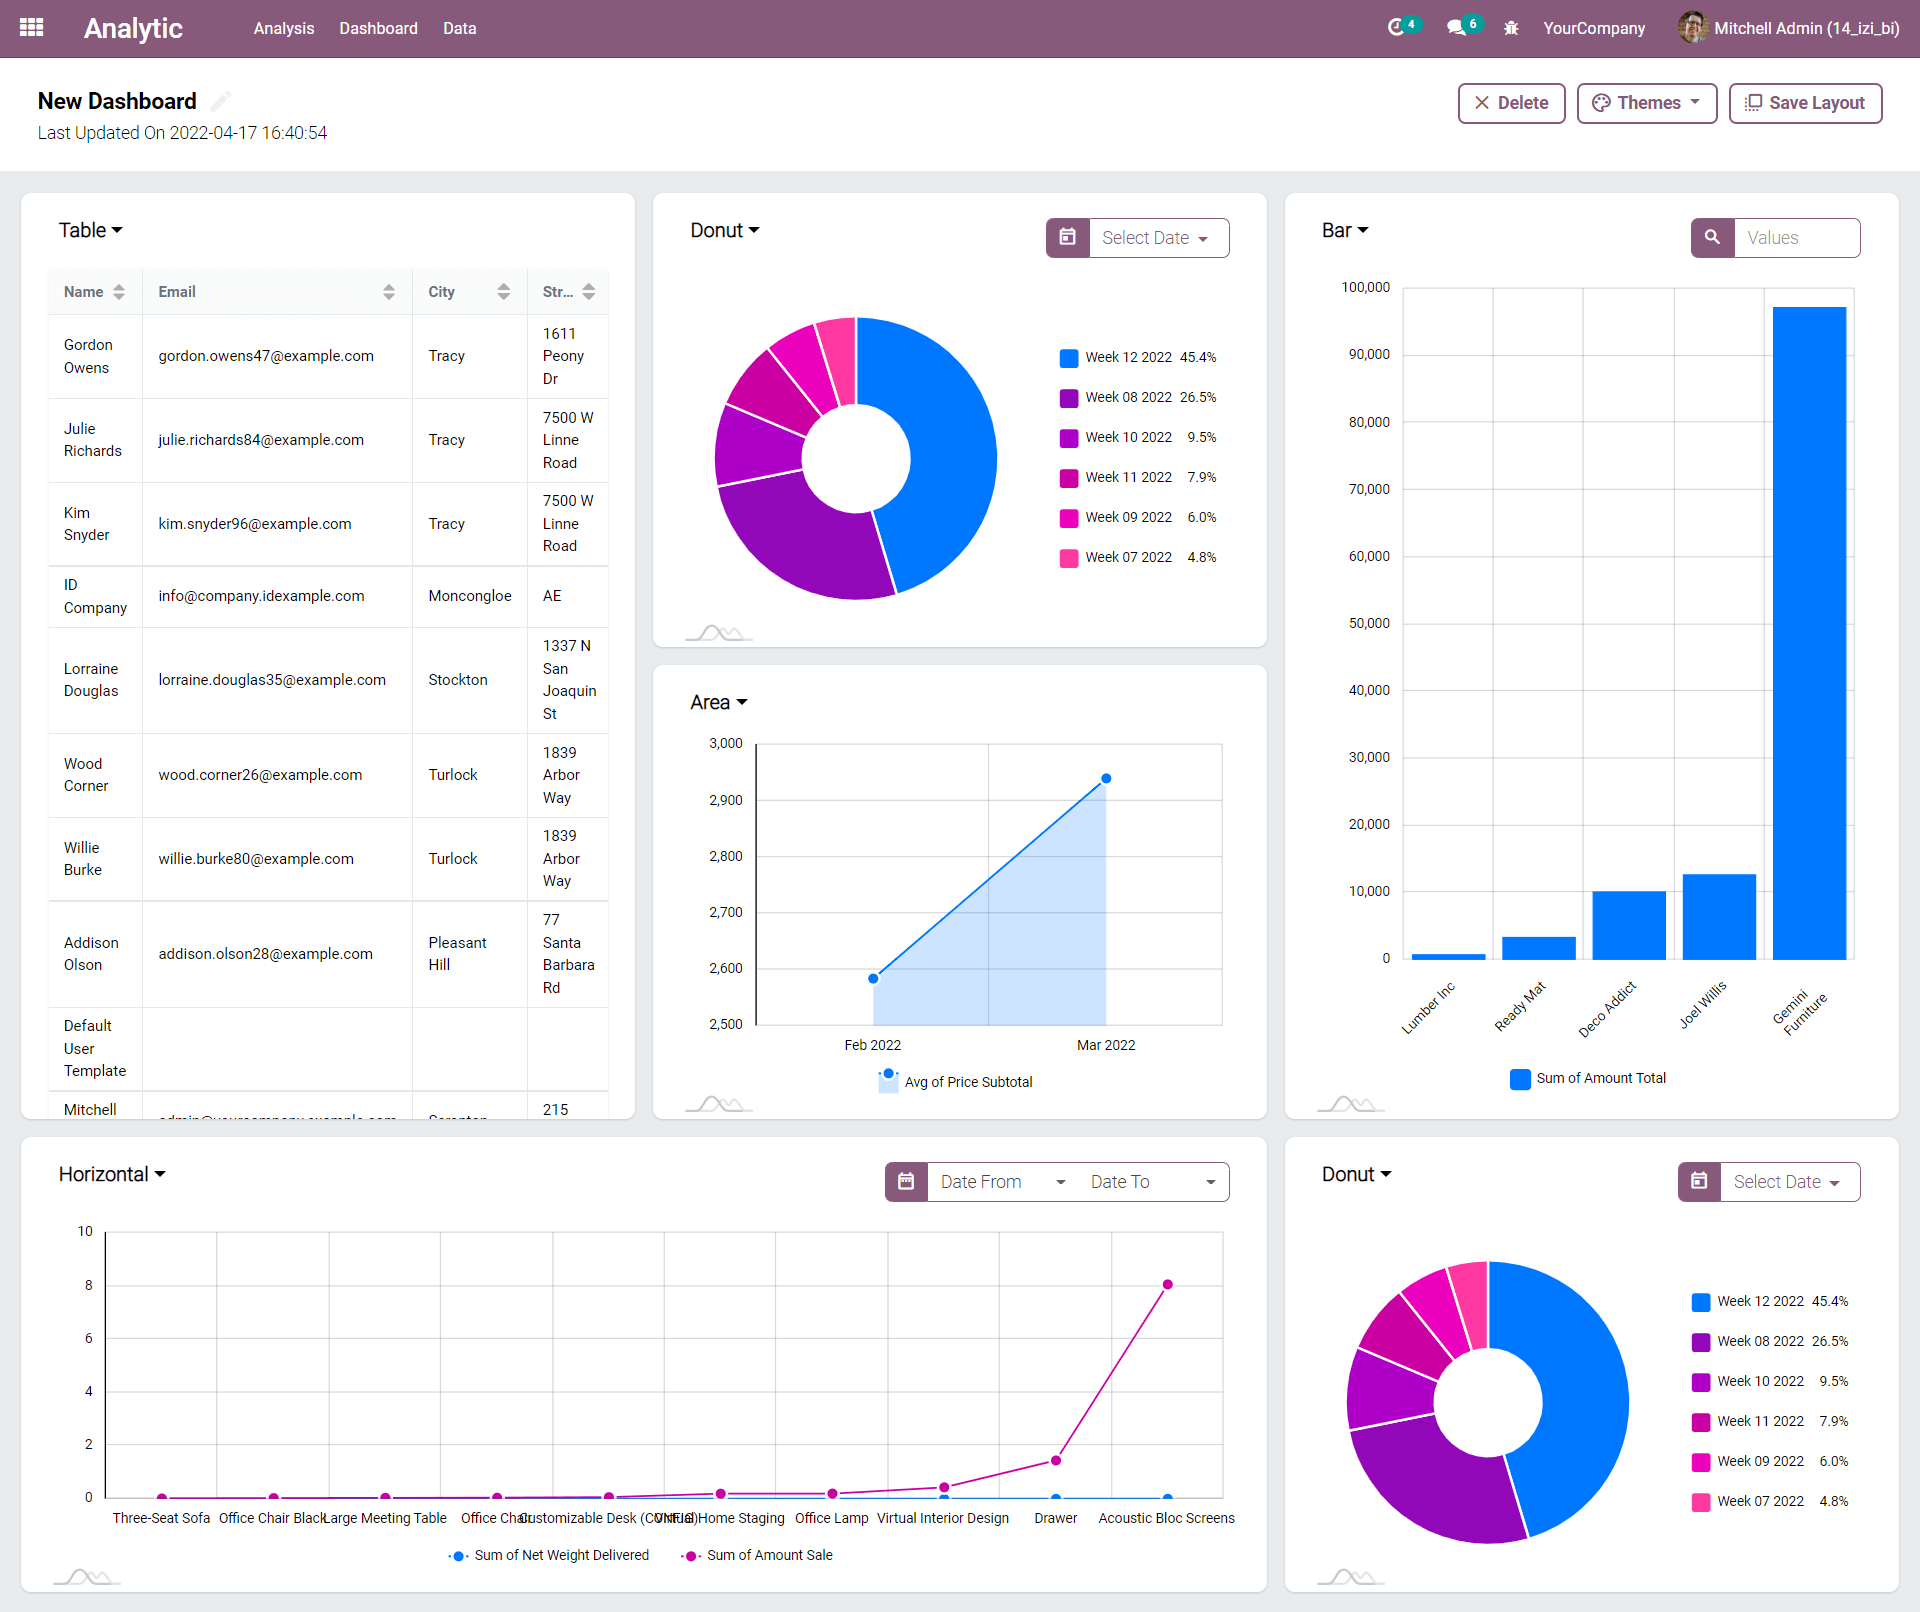 Analytic
Analysis
Dashboard
Data
4
6
YourCompany
Mitchell Admin (14_izi_bi)
New Dashboard
Last Updated On 2022-04-17 16:40:54
Delete
Themes
Save Layout
Table
Name
Email
City
Str...
Gordon
Owens
gordon.owens47@example.com
Tracy
1611
Peony
Dr
Julie
Richards
julie.richards84@example.com
Tracy
7500 W
Linne
Road
Kim
Snyder
kim.snyder96@example.com
Tracy
7500 W
Linne
Road
ID
Company
info@company.idexample.com
Moncongloe
AE
Lorraine
Douglas
lorraine.douglas35@example.com
Stockton
1337 N
San
Joaquin
St
Wood
Corner
wood.corner26@example.com
Turlock
1839
Arbor
Way
Willie
Burke
willie.burke80@example.com
Turlock
1839
Arbor
Way
Addison
Olson
addison.olson28@example.com
Pleasant
Hill
77
Santa
Barbara
Rd
Default
User
Template
Mitchell
215
Donut
Select Date
Week 12 2022 45.4%
Week 08 2022 26.5%
Week 10 2022 9.5%
Week 11 2022 7.9%
Week 09 2022 6.0%
Week 07 2022 4.8%
Area
3,000
2,900
2,800
2,700
2,600
2,500
Feb 2022
Mar 2022
Avg of Price Subtotal
Bar
Values
100,000
90,000
80,000
70,000
60,000
50,000
40,000
30,000
20,000
10,000
0
Lumber Inc
Ready Mat
Deco Addict
Joel Willis
Gemini
Furniture
Sum of Amount Total
Horizontal
Date From
Date To
10
8
6
4
2
0
Three-Seat Sofa
Office Chair Black
Large Meeting Table
Office Chair
Customizable Desk (CONFIG)
Virtual Home Staging
Office Lamp
Virtual Interior Design
Drawer
Acoustic Bloc Screens
Sum of Net Weight Delivered
Sum of Amount Sale
Donut
Select Date
Week 12 2022 45.4%
Week 08 2022 26.5%
Week 10 2022 9.5%
Week 11 2022 7.9%
Week 09 2022 6.0%
Week 07 2022 4.8%